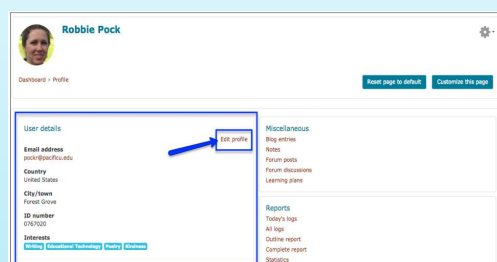 Robbie Pock
Dashboard › Profile
Reset page to default
Customize this page
User details
Edit profile
Email address
pockr@pacificu.edu
Country
United States
City/town
Forest Grove
ID number
0767020
Interests
Writing Educational Technology Poetry Kindness
Miscellaneous
Blog entries
Notes
Forum posts
Forum discussions
Learning plans
Reports
Today's logs
All logs
Outline report
Complete report
Statistics